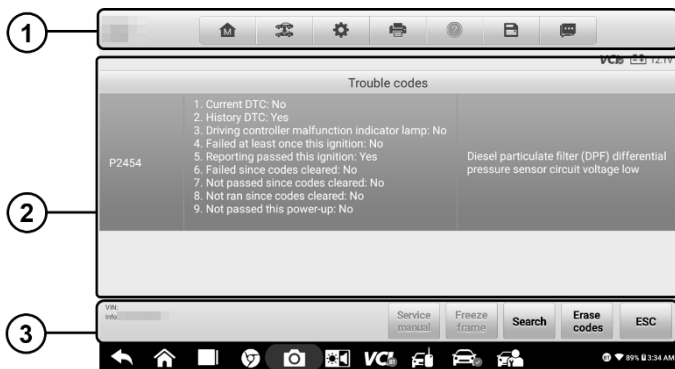 1
M
?
VCI 12.1V
Trouble codes
P2454
1. Current DTC: No
2. History DTC: Yes
3. Driving controller malfunction indicator lamp: No
4. Failed at least once this ignition: No
5. Reporting passed this ignition: Yes
6. Failed since codes cleared: No
7. Not passed since codes cleared: No
8. Not ran since codes cleared: No
9. Not passed this power-up: No
Diesel particulate filter (DPF) differential
pressure sensor circuit voltage low
2
VIN:
Info
Service
manual
Freeze
frame
Search
Erase
codes
ESC
3
VCI
89% 3:34 AM